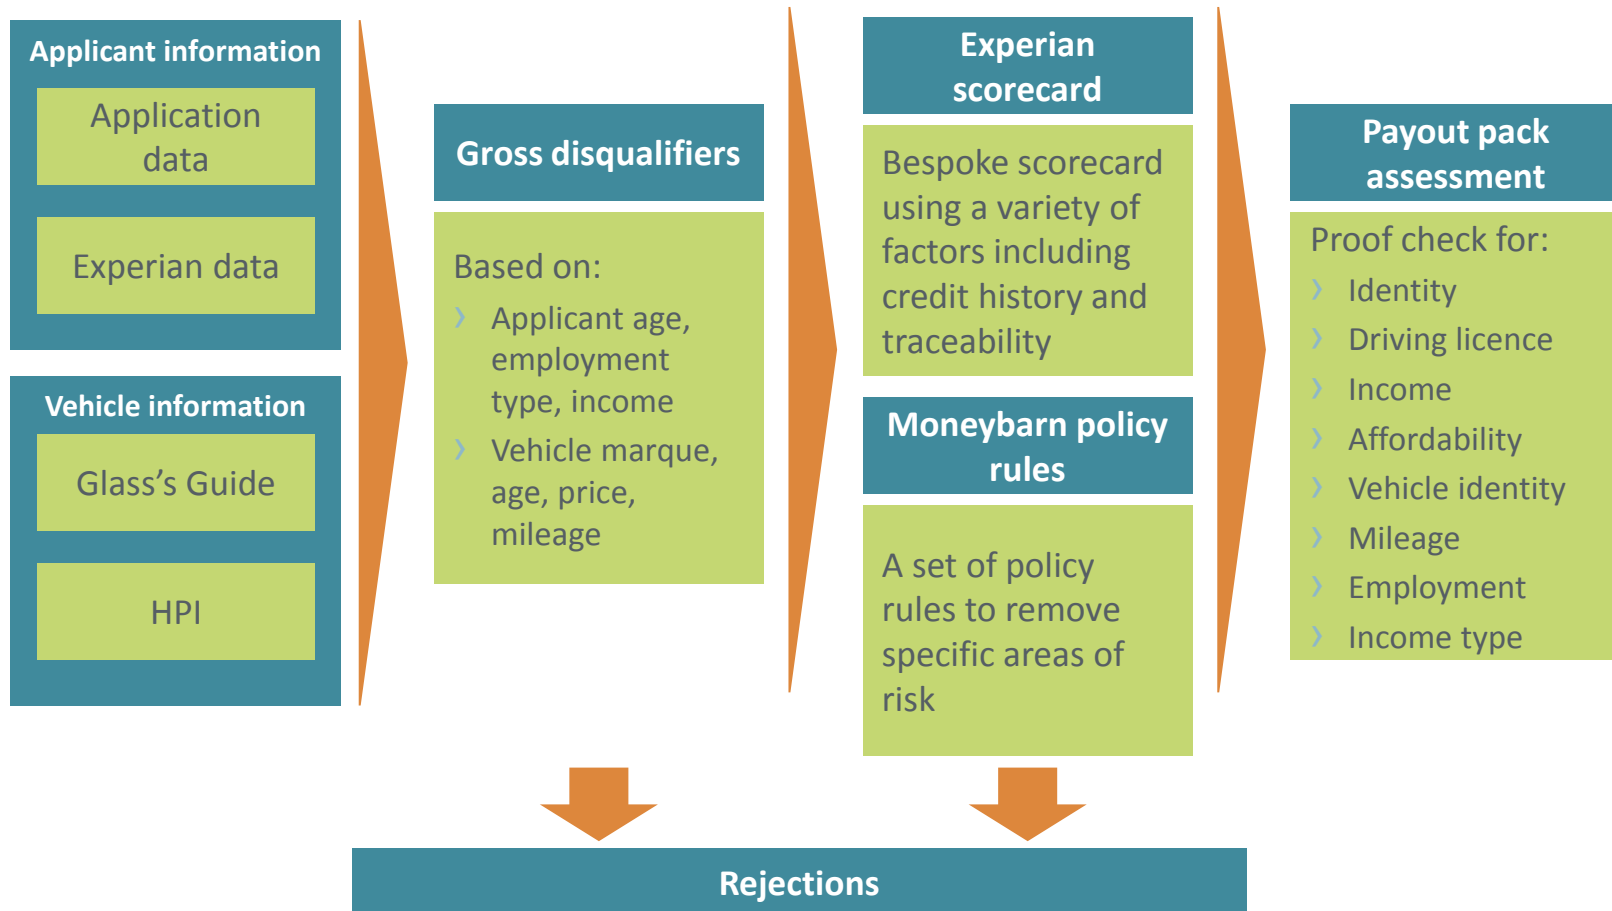 Applicant information
Application
data
Experian data
Vehicle information
Glass’s Guide
HPI
Gross disqualifiers
Based on:
› Applicant age,
employment
type, income
› Vehicle marque,
age, price,
mileage
Experian
scorecard
Bespoke scorecard
using a variety of
factors including
credit history and
traceability
Moneybarn policy
rules
A set of policy
rules to remove
specific areas of
risk
Payout pack
assessment
Proof check for:
› Identity
› Driving licence
› Income
› Affordability
› Vehicle identity
› Mileage
› Employment
› Income type
Rejections